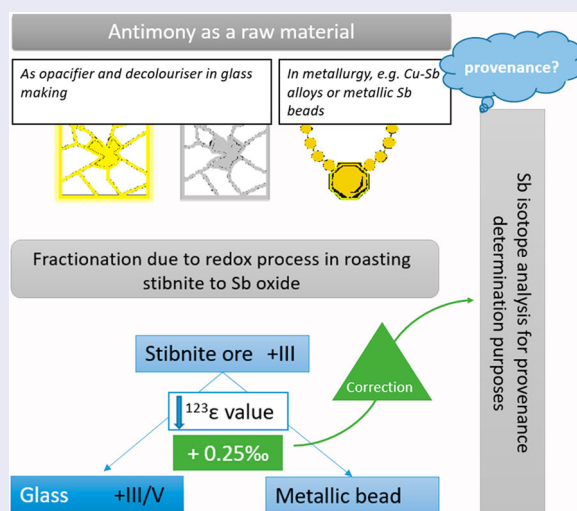 Antimony as a raw material
provenance?
As opacifier and decolouriser in glass
making
In metallurgy, e.g. Cu-Sb
alloys or metallic Sb
beads
Sb isotope analysis for provenance
determination purposes
Fractionation due to redox process in roasting
stibnite to Sb oxide
Stibnite ore +III
¹²³ε value
+ 0.25‰
Correction
Glass +III/V
Metallic bead